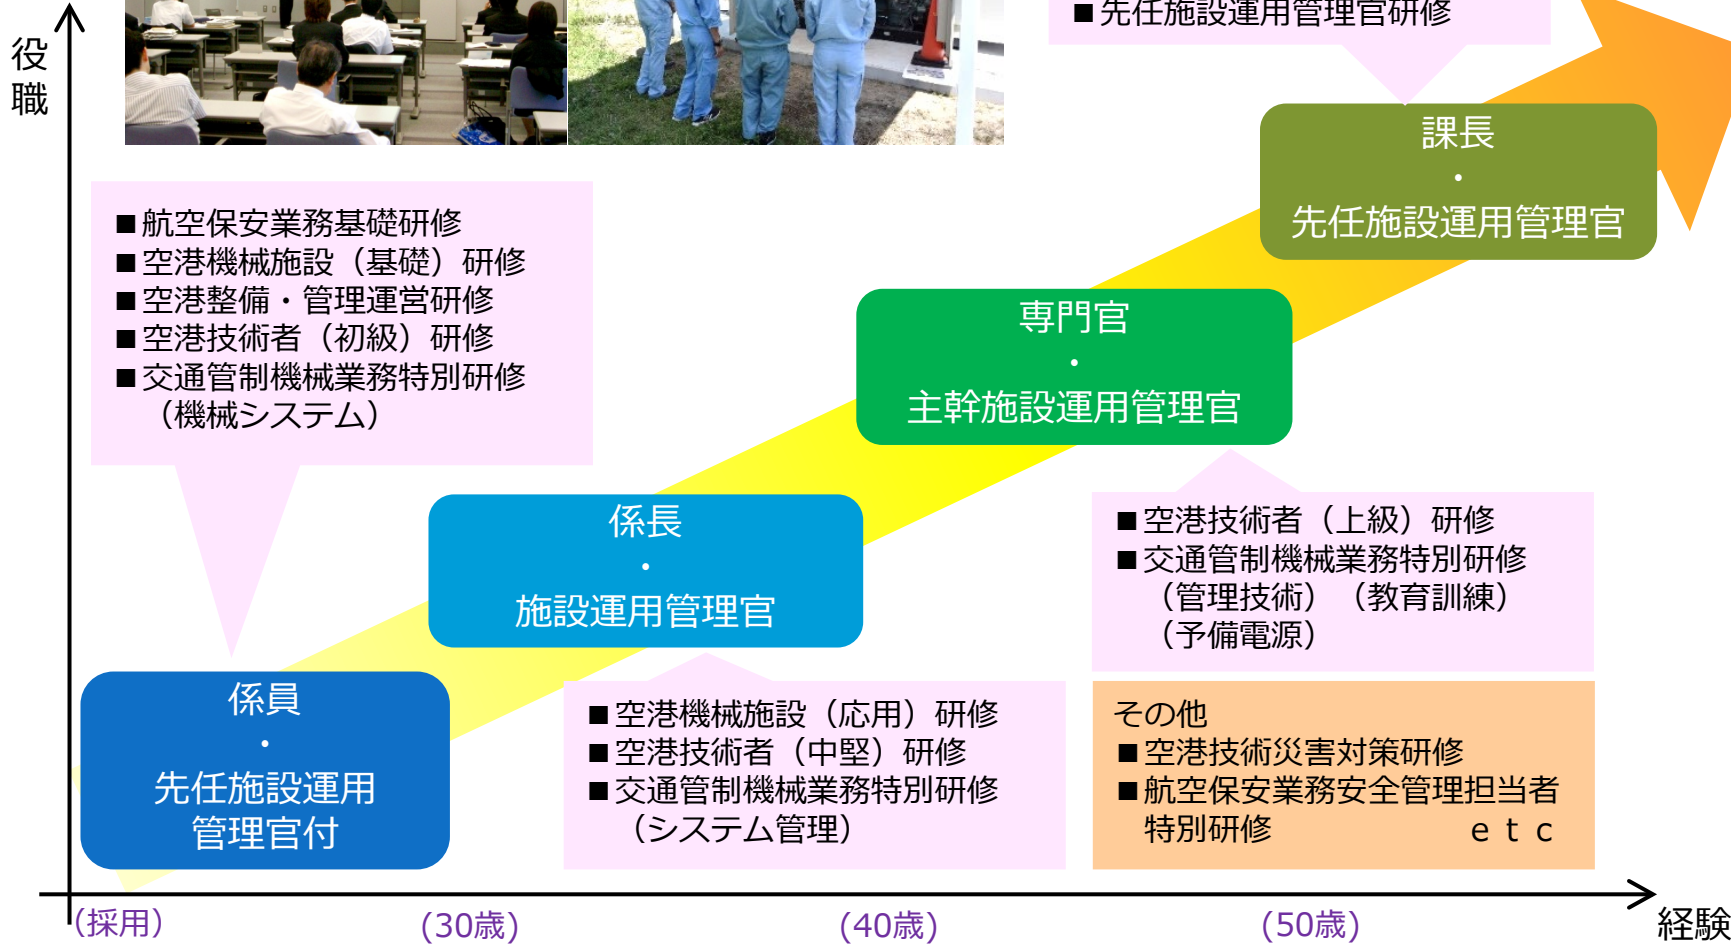 役
職
■先任施設運用管理官研修
課長
・
先任施設運用管理官
■航空保安業務基礎研修
■空港機械施設（基礎）研修
■空港整備・管理運営研修
■空港技術者（初級）研修
■交通管制機械業務特別研修
（機械システム）
専門官
・
主幹施設運用管理官
係長
・
施設運用管理官
■空港技術者（上級）研修
■交通管制機械業務特別研修
（管理技術）（教育訓練）
（予備電源）
係員
・
先任施設運用
管理官付
■空港機械施設（応用）研修
■空港技術者（中堅）研修
■交通管制機械業務特別研修
（システム管理）
その他
■空港技術災害対策研修
■航空保安業務安全管理担当者
特別研修　ｅｔｃ
（採用）
（30歳）
（40歳）
（50歳）
経験